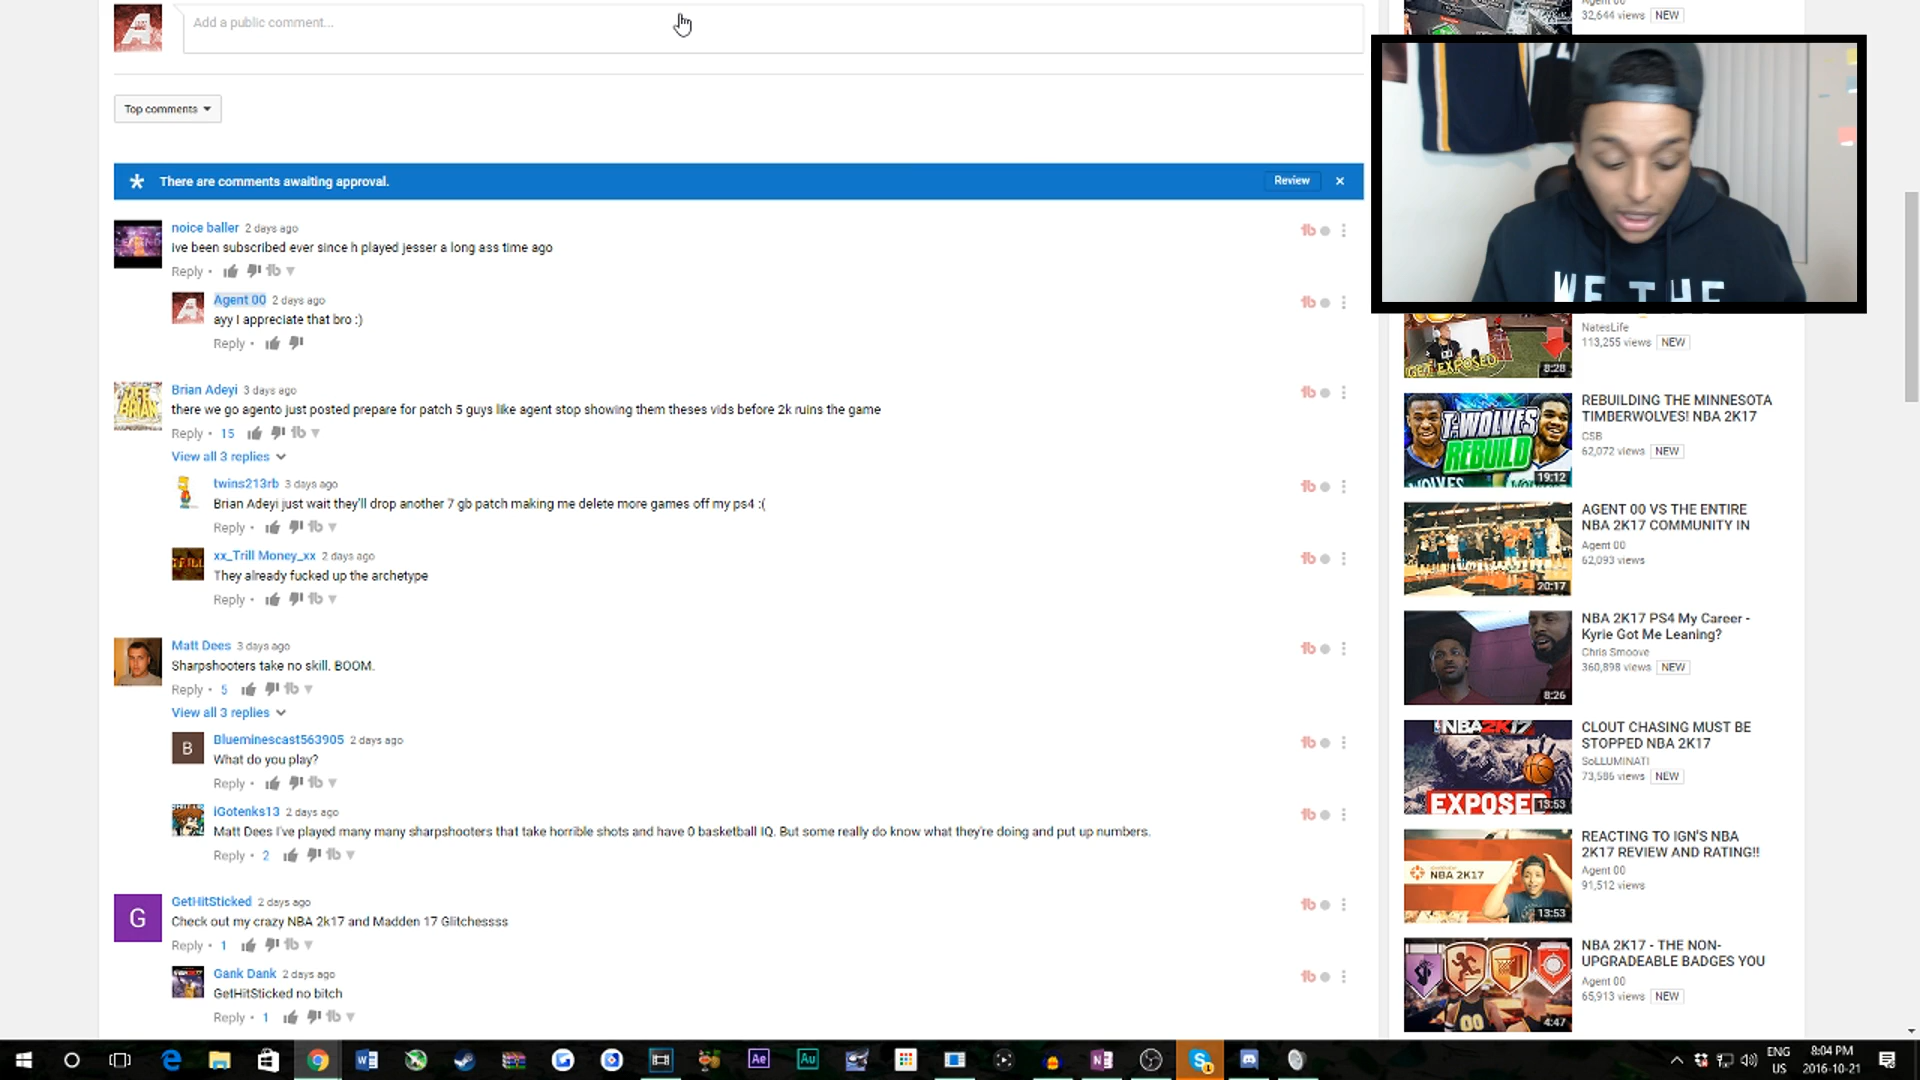 Add a public comment...
Top comments
There are comments awaiting approval.
Review
noice baller 2 days ago
ive been subscribed ever since h played jesser a long ass time ago
Reply
Agent 00 2 days ago
ayy I appreciate that bro :)
Reply
Brian Adeyi 3 days ago
there we go agento just posted prepare for patch 5 guys like agent stop showing them theses vids before 2k ruins the game
Reply 15
View all 3 replies
twins213rb 3 days ago
Brian Adeyi just wait they'll drop another 7 gb patch making me delete more games off my ps4 :(
Reply
xx_Trill Money_xx 2 days ago
They already fucked up the archetype
Reply
Matt Dees 3 days ago
Sharpshooters take no skill. BOOM.
Reply 5
View all 3 replies
B
Blueminescast563905 2 days ago
What do you play?
Reply
iGotenks13 2 days ago
Matt Dees I've played many many sharpshooters that take horrible shots and have 0 basketball IQ. But some really do know what they're doing and put up numbers.
Reply 2
G
GetHitSticked 2 days ago
Check out my crazy NBA 2k17 and Madden 17 Glitchessss
Reply 1
Gank Dank 2 days ago
GetHitSticked no bitch
Reply 1
32,644 views NEW
WE THE
NatesLife
113,255 views NEW
GET EXPOSED
8:28
REBUILDING THE MINNESOTA
TIMBERWOLVES! NBA 2K17
CSB
62,072 views NEW
T-WOLVES
REBUILD
19:12
AGENT 00 VS THE ENTIRE
NBA 2K17 COMMUNITY IN
Agent 00
62,093 views
20:17
NBA 2K17 PS4 My Career -
Kyrie Got Me Leaning?
Chris Smoove
360,898 views NEW
8:26
CLOUT CHASING MUST BE
STOPPED NBA 2K17
SoLLUMINATI
73,586 views NEW
NBA 2K17
EXPOSED
13:53
REACTING TO IGN'S NBA
2K17 REVIEW AND RATING!!
Agent 00
91,512 views
NBA 2K17
13:53
NBA 2K17 - THE NON-
UPGRADEABLE BADGES YOU
Agent 00
65,913 views NEW
00
4:47
Ae
Au
ENG
US
8:04 PM
2016-10-21